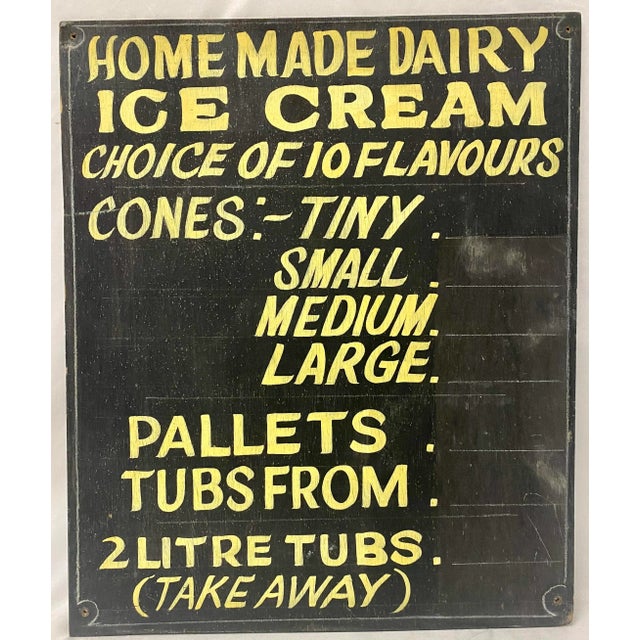 HOME MADE DAIRY
ICE CREAM
CHOICE OF 10 FLAVOURS
CONES:- TINY .
SMALL .
MEDIUM.
LARGE.
PALLETS .
TUBS FROM .
2 LITRE TUBS.
(TAKE AWAY)